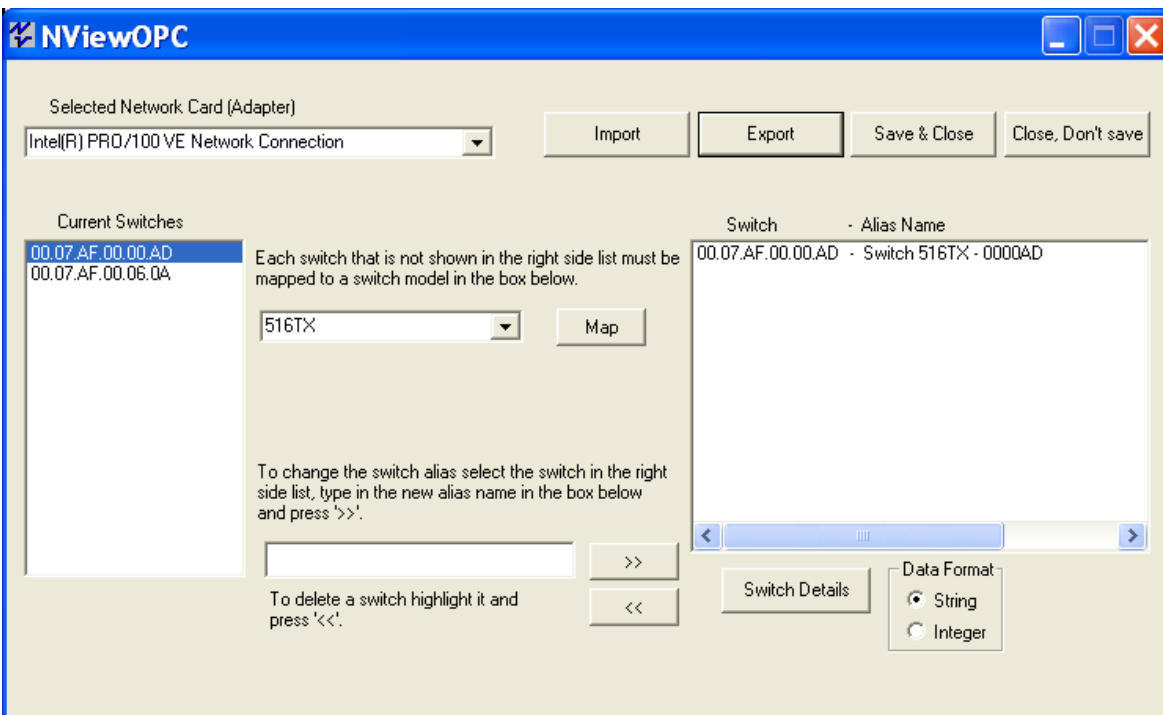 NViewOPC
Selected Network Card (Adapter)
Intel(R) PRO/100 VE Network Connection
Import
Export
Save & Close
Close, Don't save
Current Switches
00.07.AF.00.00.AD
00.07.AF.00.06.0A
Each switch that is not shown in the right side list must be
mapped to a switch model in the box below.
516TX
Map
To change the switch alias select the switch in the right
side list, type in the new alias name in the box below
and press '>>'.
>>
To delete a switch highlight it and
press '<<'.
<<
Switch - Alias Name
00.07.AF.00.00.AD - Switch 516TX - 0000AD
Switch Details
Data Format
String
Integer